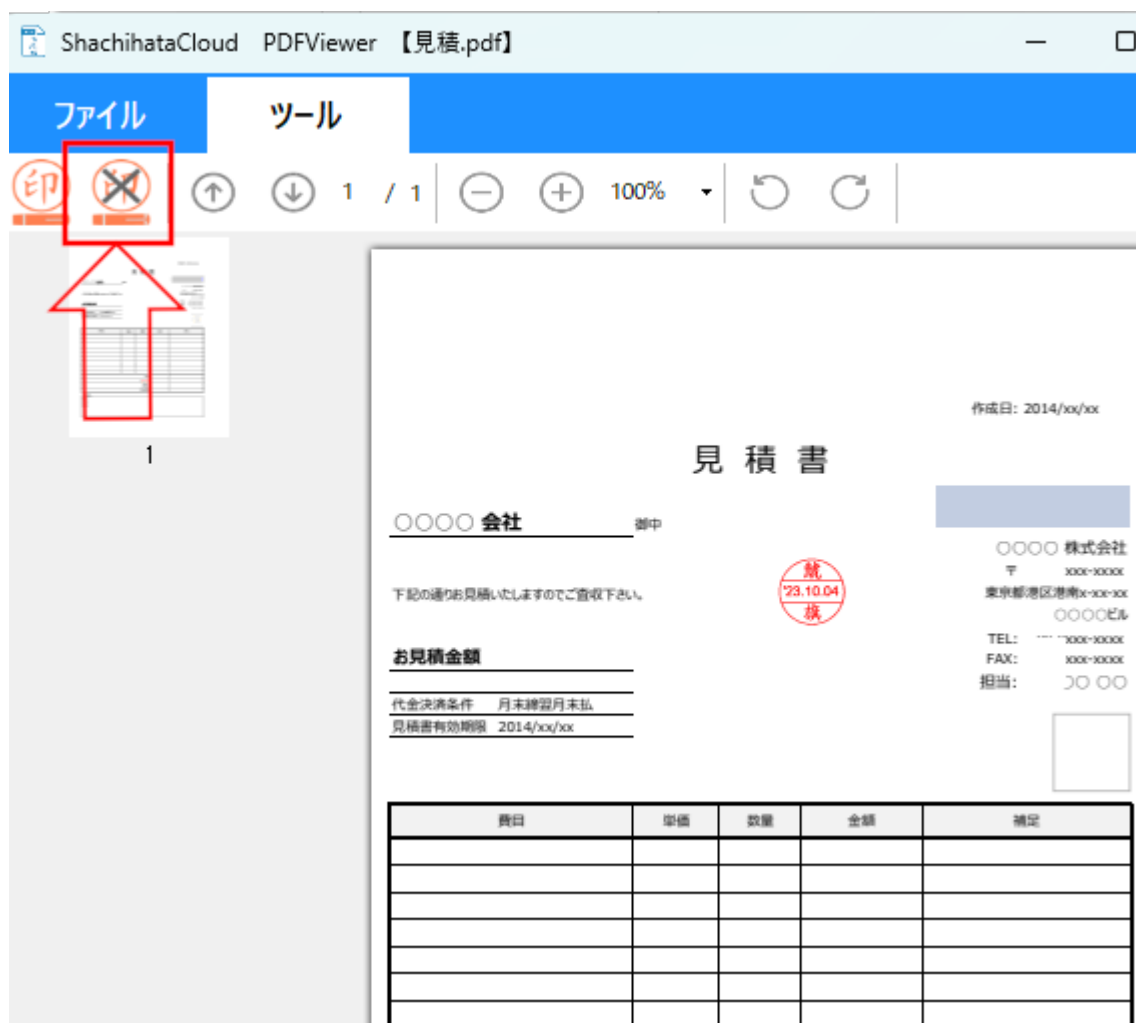 ShachihataCloud PDFViewer 【見積.pdf】
ファイル ツール
印 印 1 / 1 100%
1
作成日: 2014/xx/xx
見 積 書
○○○○ 会社 御中
○○○○ 株式会社
〒 xxx-xxxx
東京都港区港南x-xx-xx
○○○○ビル
下記の通りお見積いたしますのでご査収下さい。
'23.10.04
旗
TEL: xxx-xxxx
FAX: xxx-xxxx
担当: ○○ ○○
お見積金額
代金決済条件 月末締翌月末払
見積書有効期限 2014/xx/xx
費目 単価 数量 金額 補足